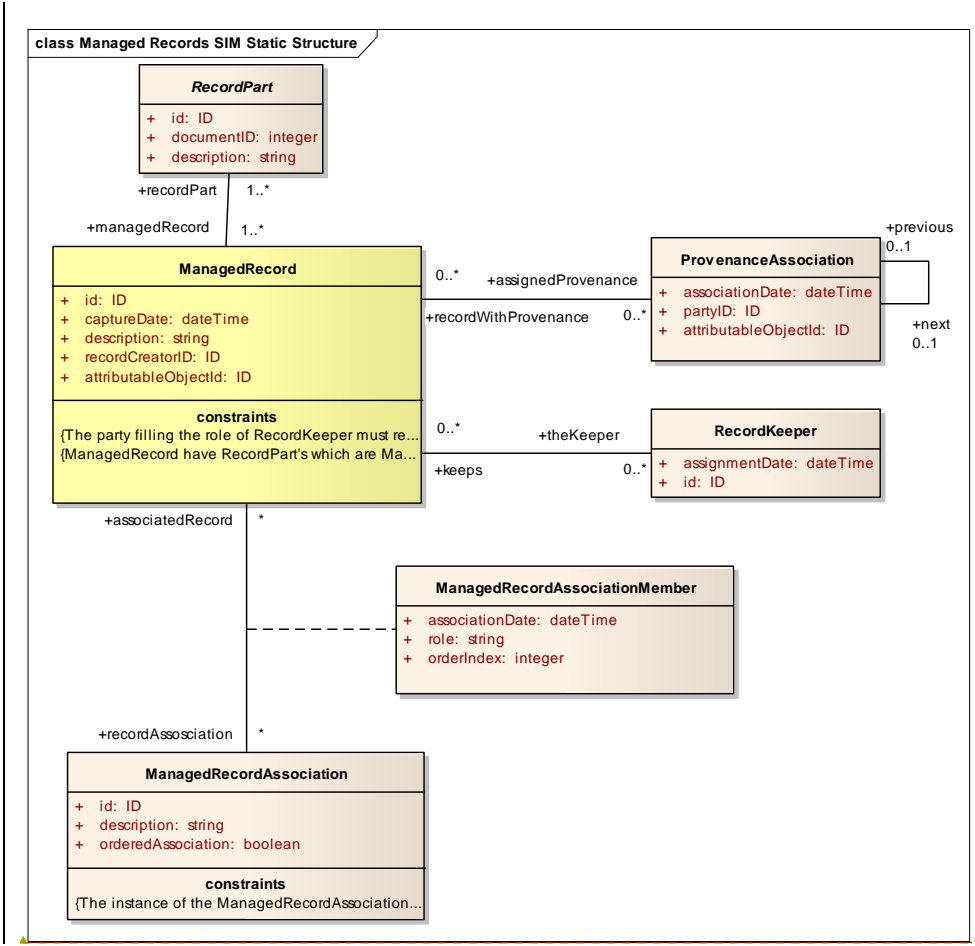 class Managed Records SIM Static Structure
RecordPart
+ id: ID
+ documentID: integer
+ description: string
+recordPart 1..*
+managedRecord 1..*
ManagedRecord
+ id: ID
+ captureDate: dateTime
+ description: string
+ recordCreatorID: ID
+ attributableObjectId: ID
constraints
{The party filling the role of RecordKeeper must re...
{ManagedRecord have RecordPart's which are Ma...
0..* +assignedProvenance
+recordWithProvenance 0..*
ProvenanceAssociation
+ associationDate: dateTime
+ partyID: ID
+ attributableObjectId: ID
+previous
0..1
+next
0..1
0..* +theKeeper
+keeps 0..*
RecordKeeper
+ assignmentDate: dateTime
+ id: ID
+associatedRecord *
ManagedRecordAssociationMember
+ associationDate: dateTime
+ role: string
+ orderIndex: integer
+recordAssosciation *
ManagedRecordAssociation
+ id: ID
+ description: string
+ orderedAssociation: boolean
constraints
{The instance of the ManagedRecordAssociation...